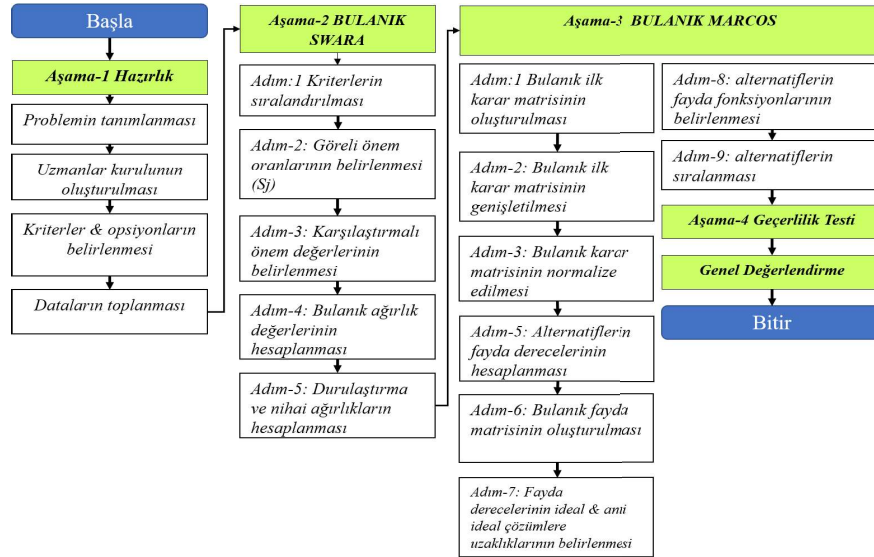 Başla
Aşama-1 Hazırlık
Problemin tanımlanması
Uzmanlar kurulunun
oluşturulması
Kriterler & opsiyonların
belirlenmesi
Dataların toplanması
Aşama-2 BULANIK
SWARA
Adım:1 Kriterlerin
sıralandırılması
Adım-2: Göreli önem
oranlarının belirlenmesi
(Sj)
Adım-3: Karşılaştırmalı
önem değerlerinin
belirlenmesi
Adım-4: Bulanık ağırlık
değerlerinin
hesaplanması
Adım-5: Durulaştırma
ve nihai ağırlıkların
hesaplanması
Aşama-3 BULANIK MARCOS
Adım:1 Bulanık ilk
karar matrisinin
oluşturulması
Adım-2: Bulanık ilk
karar matrisinin
genişletilmesi
Adım-3: Bulanık karar
matrisinin normalize
edilmesi
Adım-5: Alternatiflerin
fayda derecelerinin
hesaplanması
Adım-6: Bulanık fayda
matrisinin oluşturulması
Adım-7: Fayda
derecelerinin ideal & anti
ideal çözümlere
uzaklıklarının belirlenmesi
Adım-8: alternatiflerin
fayda fonksiyonlarının
belirlenmesi
Adım-9: alternatiflerin
sıralanması
Aşama-4 Geçerlilik Testi
Genel Değerlendirme
Bitir